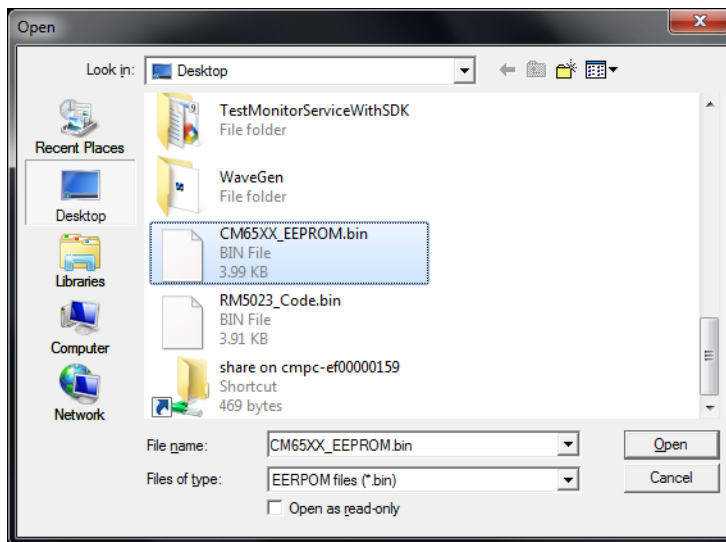 Open
Look in:
Desktop
Recent Places
Desktop
Libraries
Computer
Network
TestMonitorServiceWithSDK
File folder
WaveGen
File folder
CM65XX_EEPROM.bin
BIN File
3.99 KB
RM5023_Code.bin
BIN File
3.91 KB
share on cmpc-ef00000159
Shortcut
469 bytes
File name:
CM65XX_EEPROM.bin
Open
Files of type:
EERPOM files (*.bin)
Cancel
Open as read-only